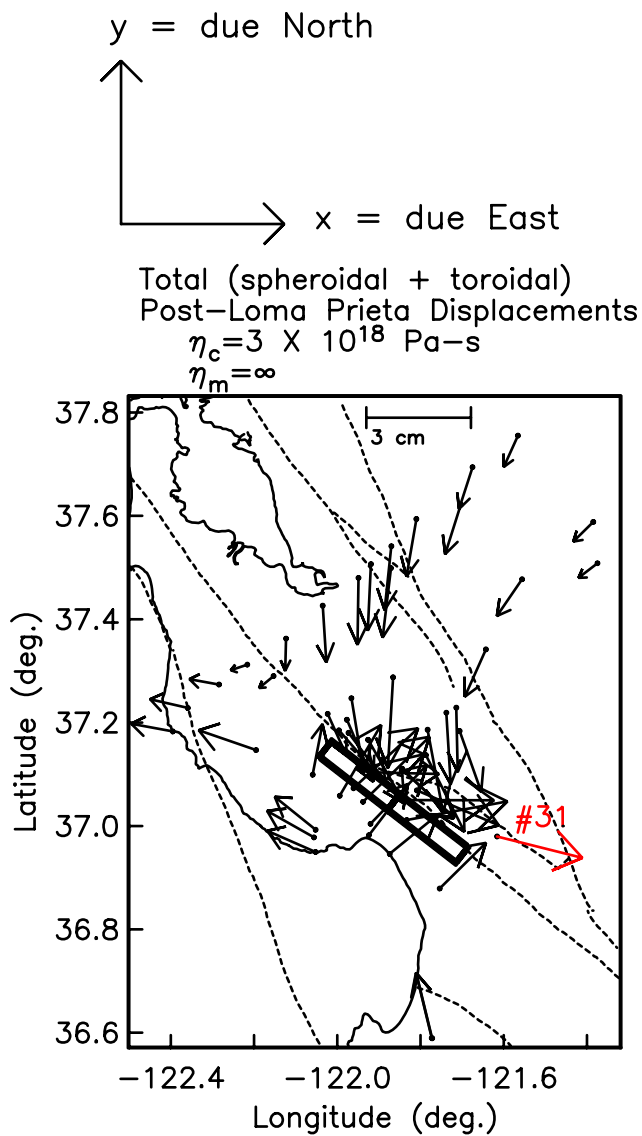 y = due North
x = due East
Total (spheroidal + toroidal)
Post-Loma Prieta Displacements
η_c=3 X 10^18 Pa-s
η_m=∞
3 cm
37.8
37.6
37.4
37.2
37.0
36.8
36.6
Latitude (deg.)
#31
-122.4 -122.0 -121.6
Longitude (deg.)